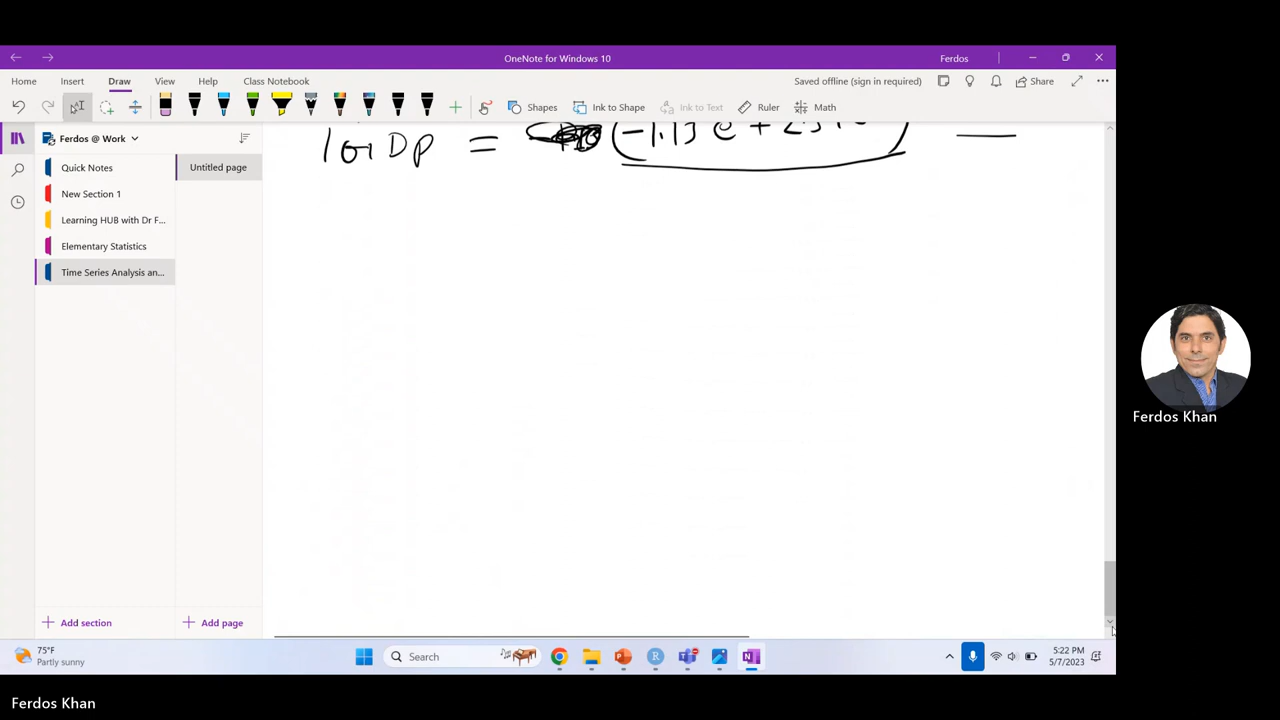 OneNote for Windows 10
Ferdos
Home Insert Draw View Help Class Notebook
Saved offline (sign in required) Share
Shapes Ink to Shape Ink to Text Ruler Math
Ferdos @ Work
Quick Notes
New Section 1
Learning HUB with Dr F...
Elementary Statistics
Time Series Analysis an...
Untitled page
Dp = (-1.13 e +
Add section
Add page
Ferdos Khan
75°F
Partly sunny
Search
5:22 PM
5/7/2023
Ferdos Khan